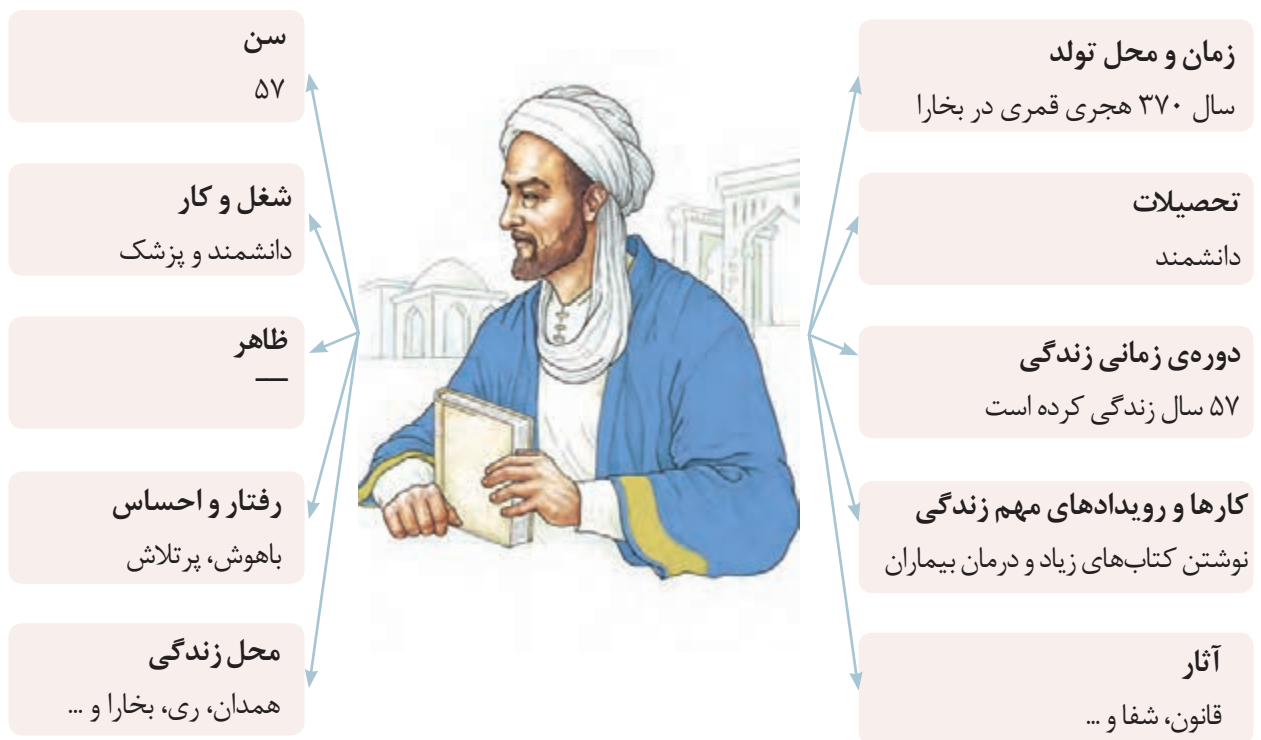 زمان و محل تولد
سال ۳۷۰ هجری قمری در بخارا
تحصیلات
دانشمند
دوره‌ی زمانی زندگی
۵۷ سال زندگی کرده است
کارها و رویدادهای مهم زندگی
نوشتن کتاب‌های زیاد و درمان بیماران
آثار
قانون، شفا و ...
سن
۵۷
شغل و کار
دانشمند و پزشک
ظاهر
—
رفتار و احساس
باهوش، پرتلاش
محل زندگی
همدان، ری، بخارا و ...